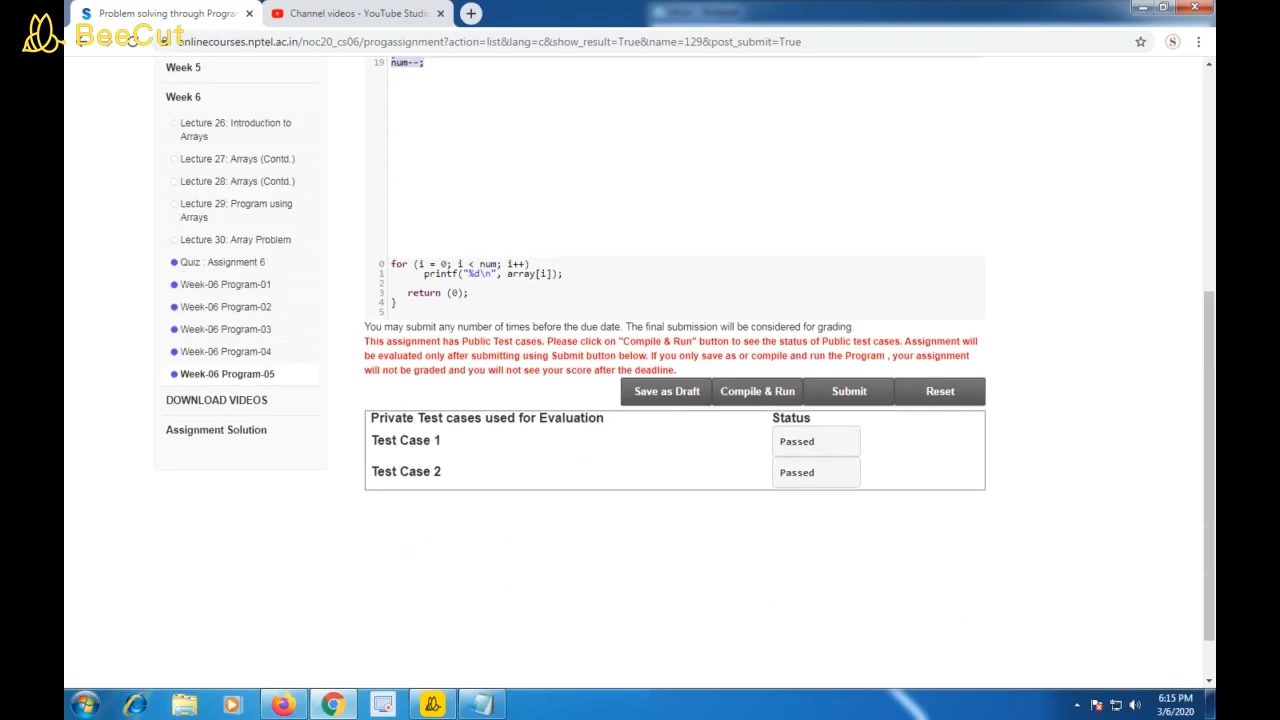 Problem solving through Progra
Channel videos - YouTube Studi
BeeCut
onlinecourses.nptel.ac.in/noc20_cs06/progassignment?action=list&lang=c&show_result=True&name=129&post_submit=True
Week 5
Week 6
Lecture 26: Introduction to
Arrays
Lecture 27: Arrays (Contd.)
Lecture 28: Arrays (Contd.)
Lecture 29: Program using
Arrays
Lecture 30: Array Problem
Quiz : Assignment 6
Week-06 Program-01
Week-06 Program-02
Week-06 Program-03
Week-06 Program-04
Week-06 Program-05
DOWNLOAD VIDEOS
Assignment Solution
19 num--;
0 for (i = 0; i < num; i++)
1 printf("%d\n", array[i]);
2
3 return (0);
4 }
5
You may submit any number of times before the due date. The final submission will be considered for grading.
This assignment has Public Test cases. Please click on "Compile & Run" button to see the status of Public test cases. Assignment will
be evaluated only after submitting using Submit button below. If you only save as or compile and run the Program , your assignment
will not be graded and you will not see your score after the deadline.
Save as Draft Compile & Run Submit Reset
Private Test cases used for Evaluation Status
Test Case 1 Passed
Test Case 2 Passed
6:15 PM
3/6/2020